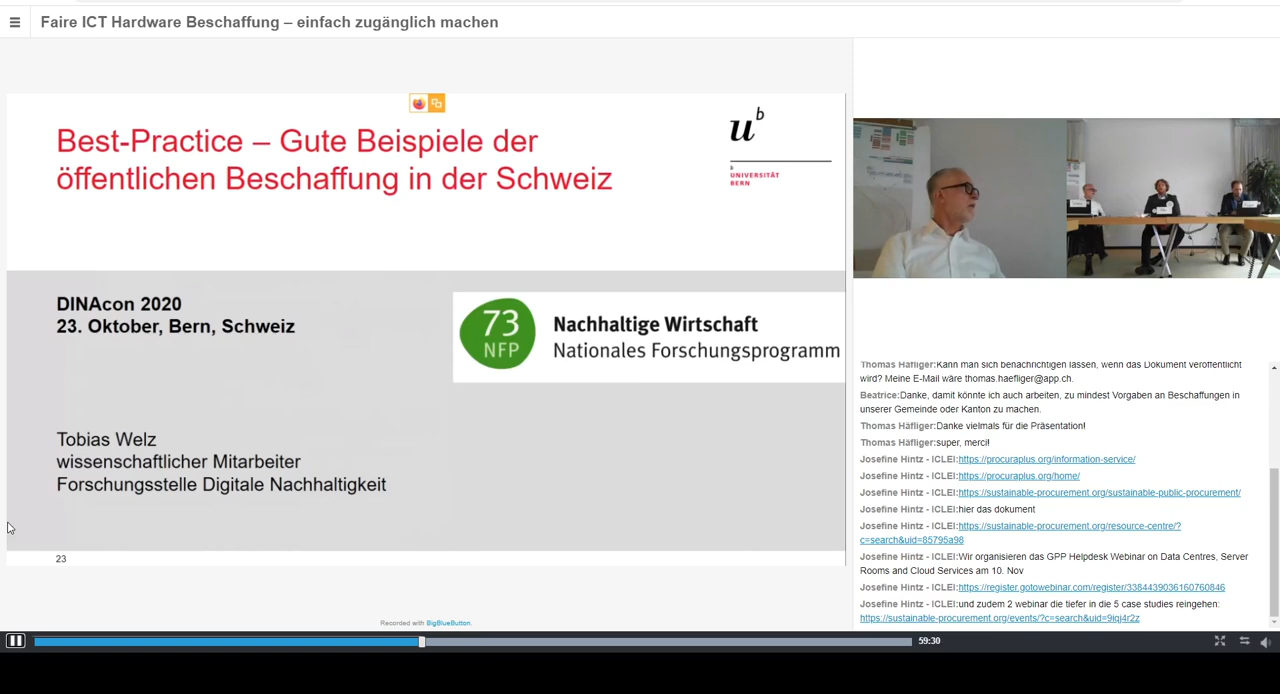 Faire ICT Hardware Beschaffung – einfach zugänglich machen
Best-Practice – Gute Beispiele der
öffentlichen Beschaffung in der Schweiz
u b
b
UNIVERSITÄT
BERN
DINAcon 2020
23. Oktober, Bern, Schweiz
73
NFP
Nachhaltige Wirtschaft
Nationales Forschungsprogramm
Tobias Welz
wissenschaftlicher Mitarbeiter
Forschungsstelle Digitale Nachhaltigkeit
23
Thomas Häfliger:Kann man sich benachrichtigen lassen, wenn das Dokument veröffentlicht
wird? Meine E-Mail wäre thomas.haefliger@app.ch.
Beatrice:Danke, damit könnte ich auch arbeiten, zu mindest Vorgaben an Beschaffungen in
unserer Gemeinde oder Kanton zu machen.
Thomas Häfliger:Danke vielmals für die Präsentation!
Thomas Häfliger:super, merci!
Josefine Hintz - ICLEI:https://procuraplus.org/information-service/
Josefine Hintz - ICLEI:https://procuraplus.org/home/
Josefine Hintz - ICLEI:https://sustainable-procurement.org/sustainable-public-procurement/
Josefine Hintz - ICLEI:hier das dokument
Josefine Hintz - ICLEI:https://sustainable-procurement.org/resource-centre/?
c=search&uid=85795a98
Josefine Hintz - ICLEI:Wir organisieren das GPP Helpdesk Webinar on Data Centres, Server
Rooms and Cloud Services am 10. Nov
Josefine Hintz - ICLEI:https://register.gotowebinar.com/register/3384439036160760846
Josefine Hintz - ICLEI:und zudem 2 webinar die tiefer in die 5 case studies reingehen:
https://sustainable-procurement.org/events/?c=search&uid=9iqj4r2z
Recorded with BigBlueButton.
59:30